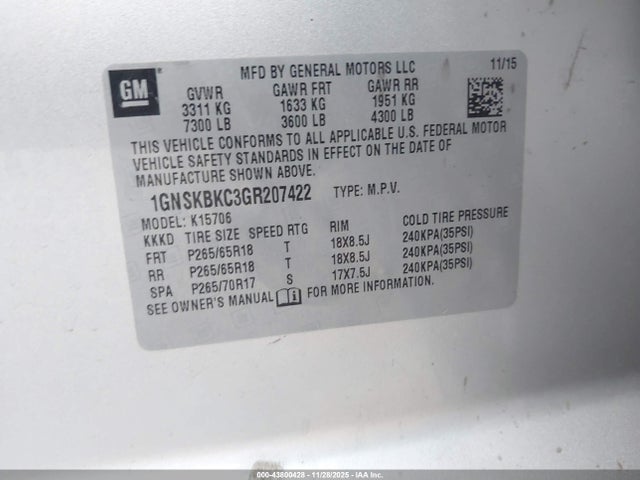 GM
MFD BY GENERAL MOTORS LLC 11/15
GVWR GAWR FRT GAWR RR
3311 KG 1633 KG 1951 KG
7300 LB 3600 LB 4300 LB
THIS VEHICLE CONFORMS TO ALL APPLICABLE U.S. FEDERAL MOTOR
VEHICLE SAFETY STANDARDS IN EFFECT ON THE DATE OF
MANUFACTURE SHOWN ABOVE.
1GNSKBKC3GR207422 TYPE: M.P.V.
MODEL: K15706
KKKD TIRE SIZE SPEED RTG RIM COLD TIRE PRESSURE
FRT P265/65R18 T 18X8.5J 240KPA(35PSI)
RR P265/65R18 T 18X8.5J 240KPA(35PSI)
SPA P265/70R17 S 17X7.5J 240KPA(35PSI)
SEE OWNER'S MANUAL i FOR MORE INFORMATION.
000-43800428 - 11/28/2025 - IAA, Inc.